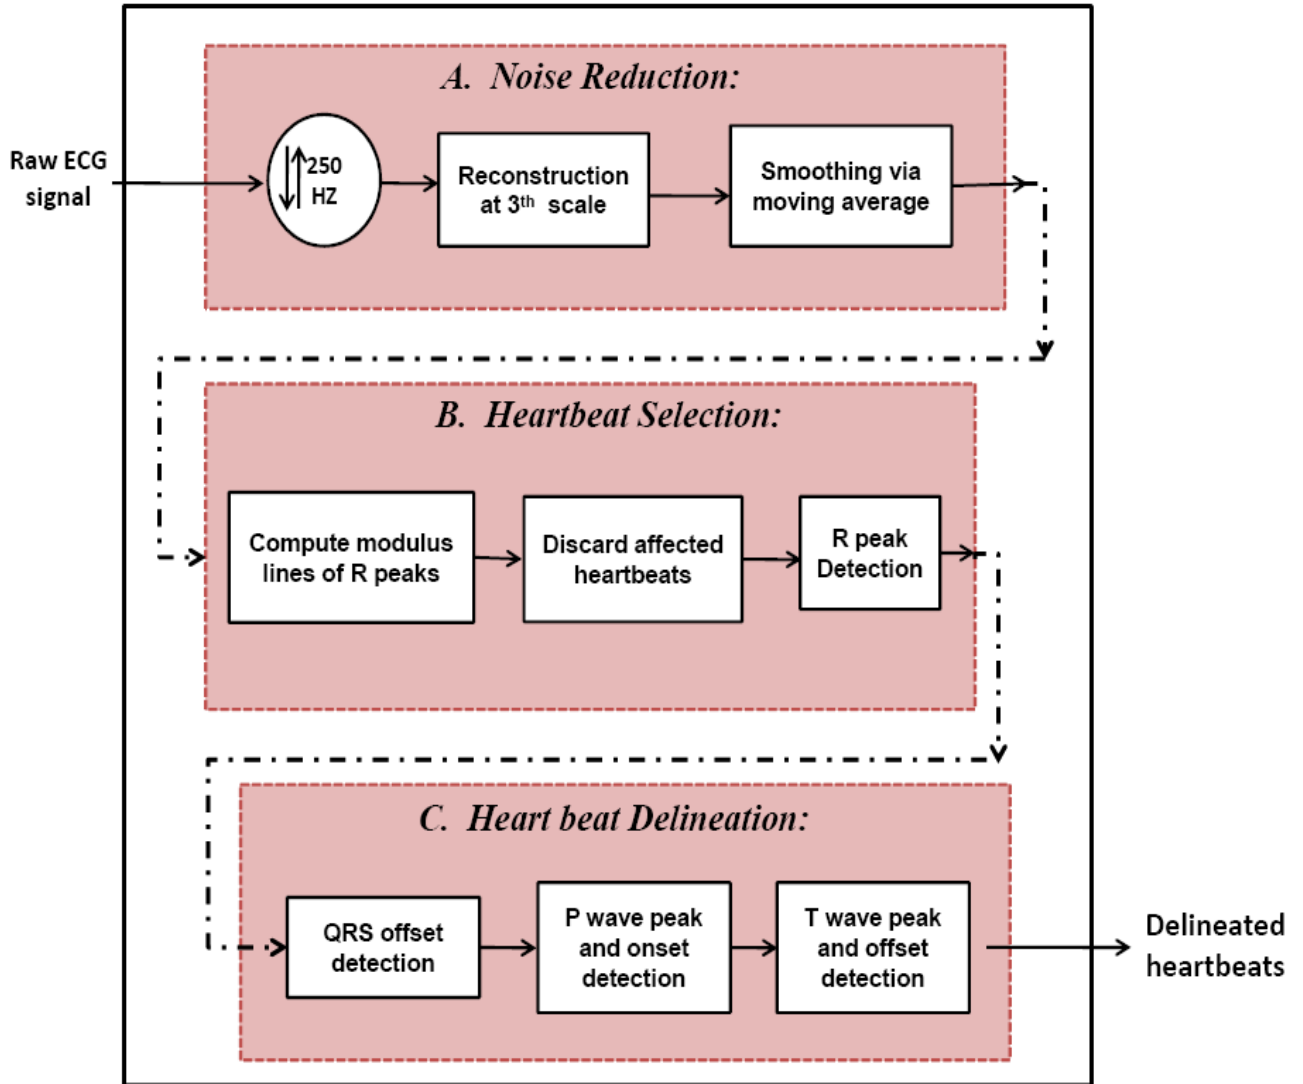 A. Noise Reduction:
Raw ECG
signal
250
HZ
Reconstruction
at 3th scale
Smoothing via
moving average
B. Heartbeat Selection:
Compute modulus
lines of R peaks
Discard affected
heartbeats
R peak
Detection
C. Heart beat Delineation:
QRS offset
detection
P wave peak
and onset
detection
T wave peak
and offset
detection
Delineated
heartbeats